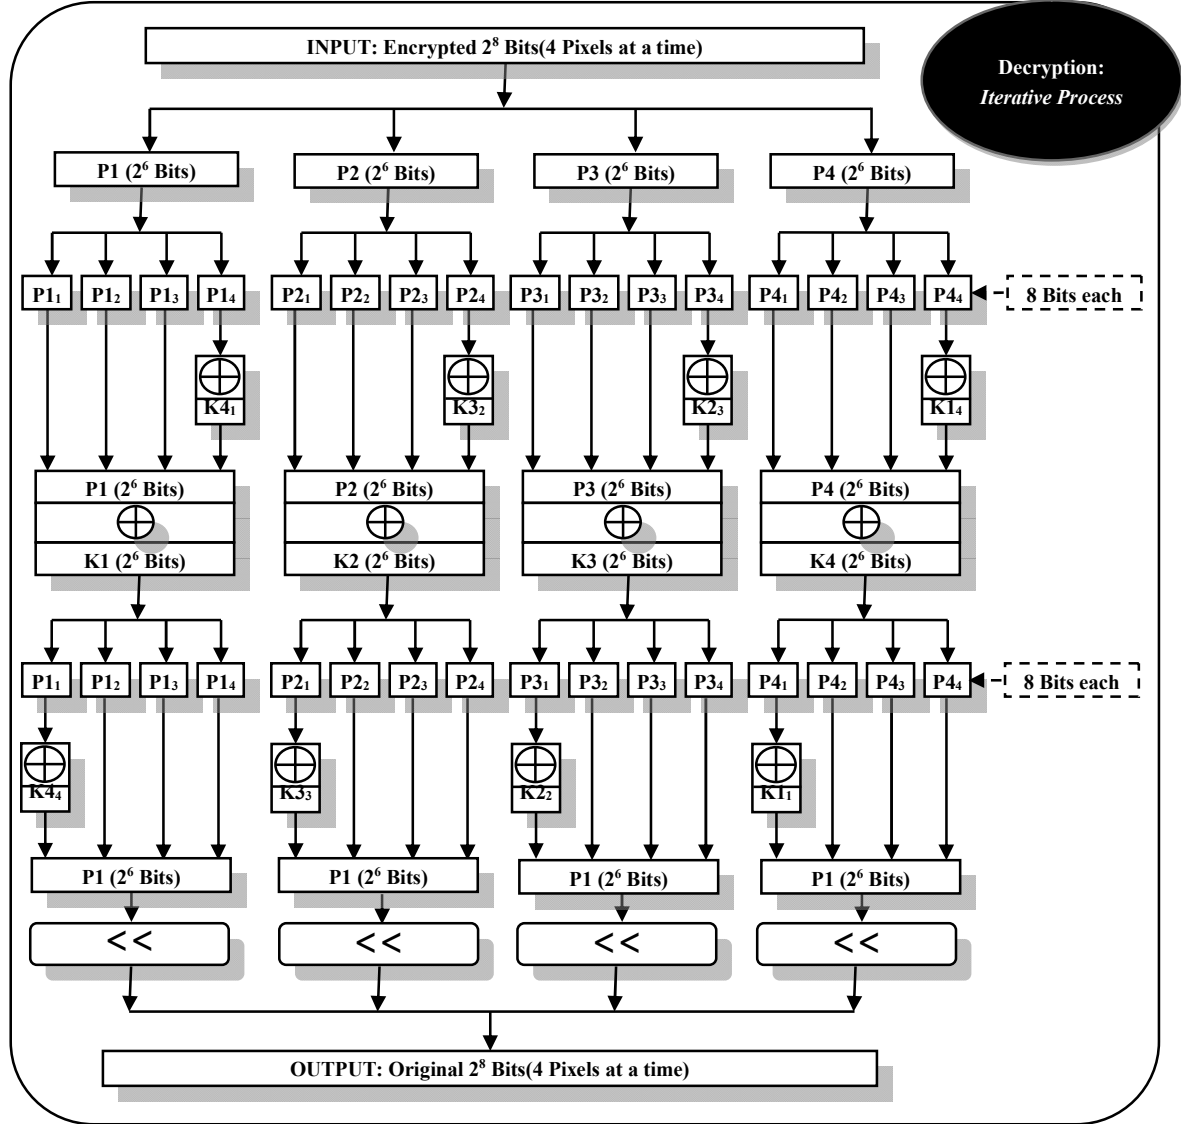 INPUT: Encrypted 2⁸ Bits(4 Pixels at a time)
Decryption:
Iterative Process
P1 (2⁶ Bits) P2 (2⁶ Bits) P3 (2⁶ Bits) P4 (2⁶ Bits)
P1₁ P1₂ P1₃ P1₄ P2₁ P2₂ P2₃ P2₄ P3₁ P3₂ P3₃ P3₄ P4₁ P4₂ P4₃ P4₄ 8 Bits each
K4₁ K3₂ K2₃ K1₄
P1 (2⁶ Bits) P2 (2⁶ Bits) P3 (2⁶ Bits) P4 (2⁶ Bits)
K1 (2⁶ Bits) K2 (2⁶ Bits) K3 (2⁶ Bits) K4 (2⁶ Bits)
P1₁ P1₂ P1₃ P1₄ P2₁ P2₂ P2₃ P2₄ P3₁ P3₂ P3₃ P3₄ P4₁ P4₂ P4₃ P4₄ 8 Bits each
K4₄ K3₃ K2₂ K1₁
P1 (2⁶ Bits) P1 (2⁶ Bits) P1 (2⁶ Bits) P1 (2⁶ Bits)
<< << << <<
OUTPUT: Original 2⁸ Bits(4 Pixels at a time)